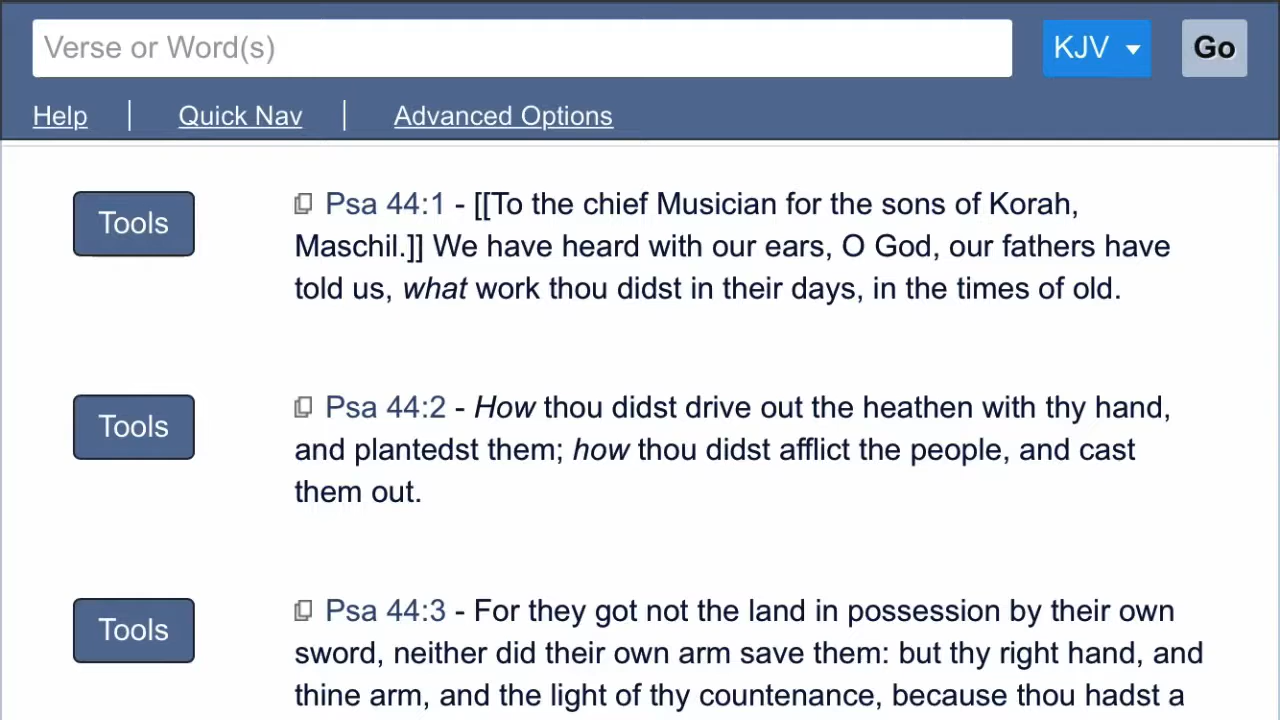 Verse or Word(s)
KJV
Go
Help | Quick Nav | Advanced Options
Tools
Psa 44:1 - [[To the chief Musician for the sons of Korah,
Maschil.]] We have heard with our ears, O God, our fathers have
told us, what work thou didst in their days, in the times of old.
Tools
Psa 44:2 - How thou didst drive out the heathen with thy hand,
and plantedst them; how thou didst afflict the people, and cast
them out.
Tools
Psa 44:3 - For they got not the land in possession by their own
sword, neither did their own arm save them: but thy right hand, and
thine arm, and the light of thy countenance, because thou hadst a